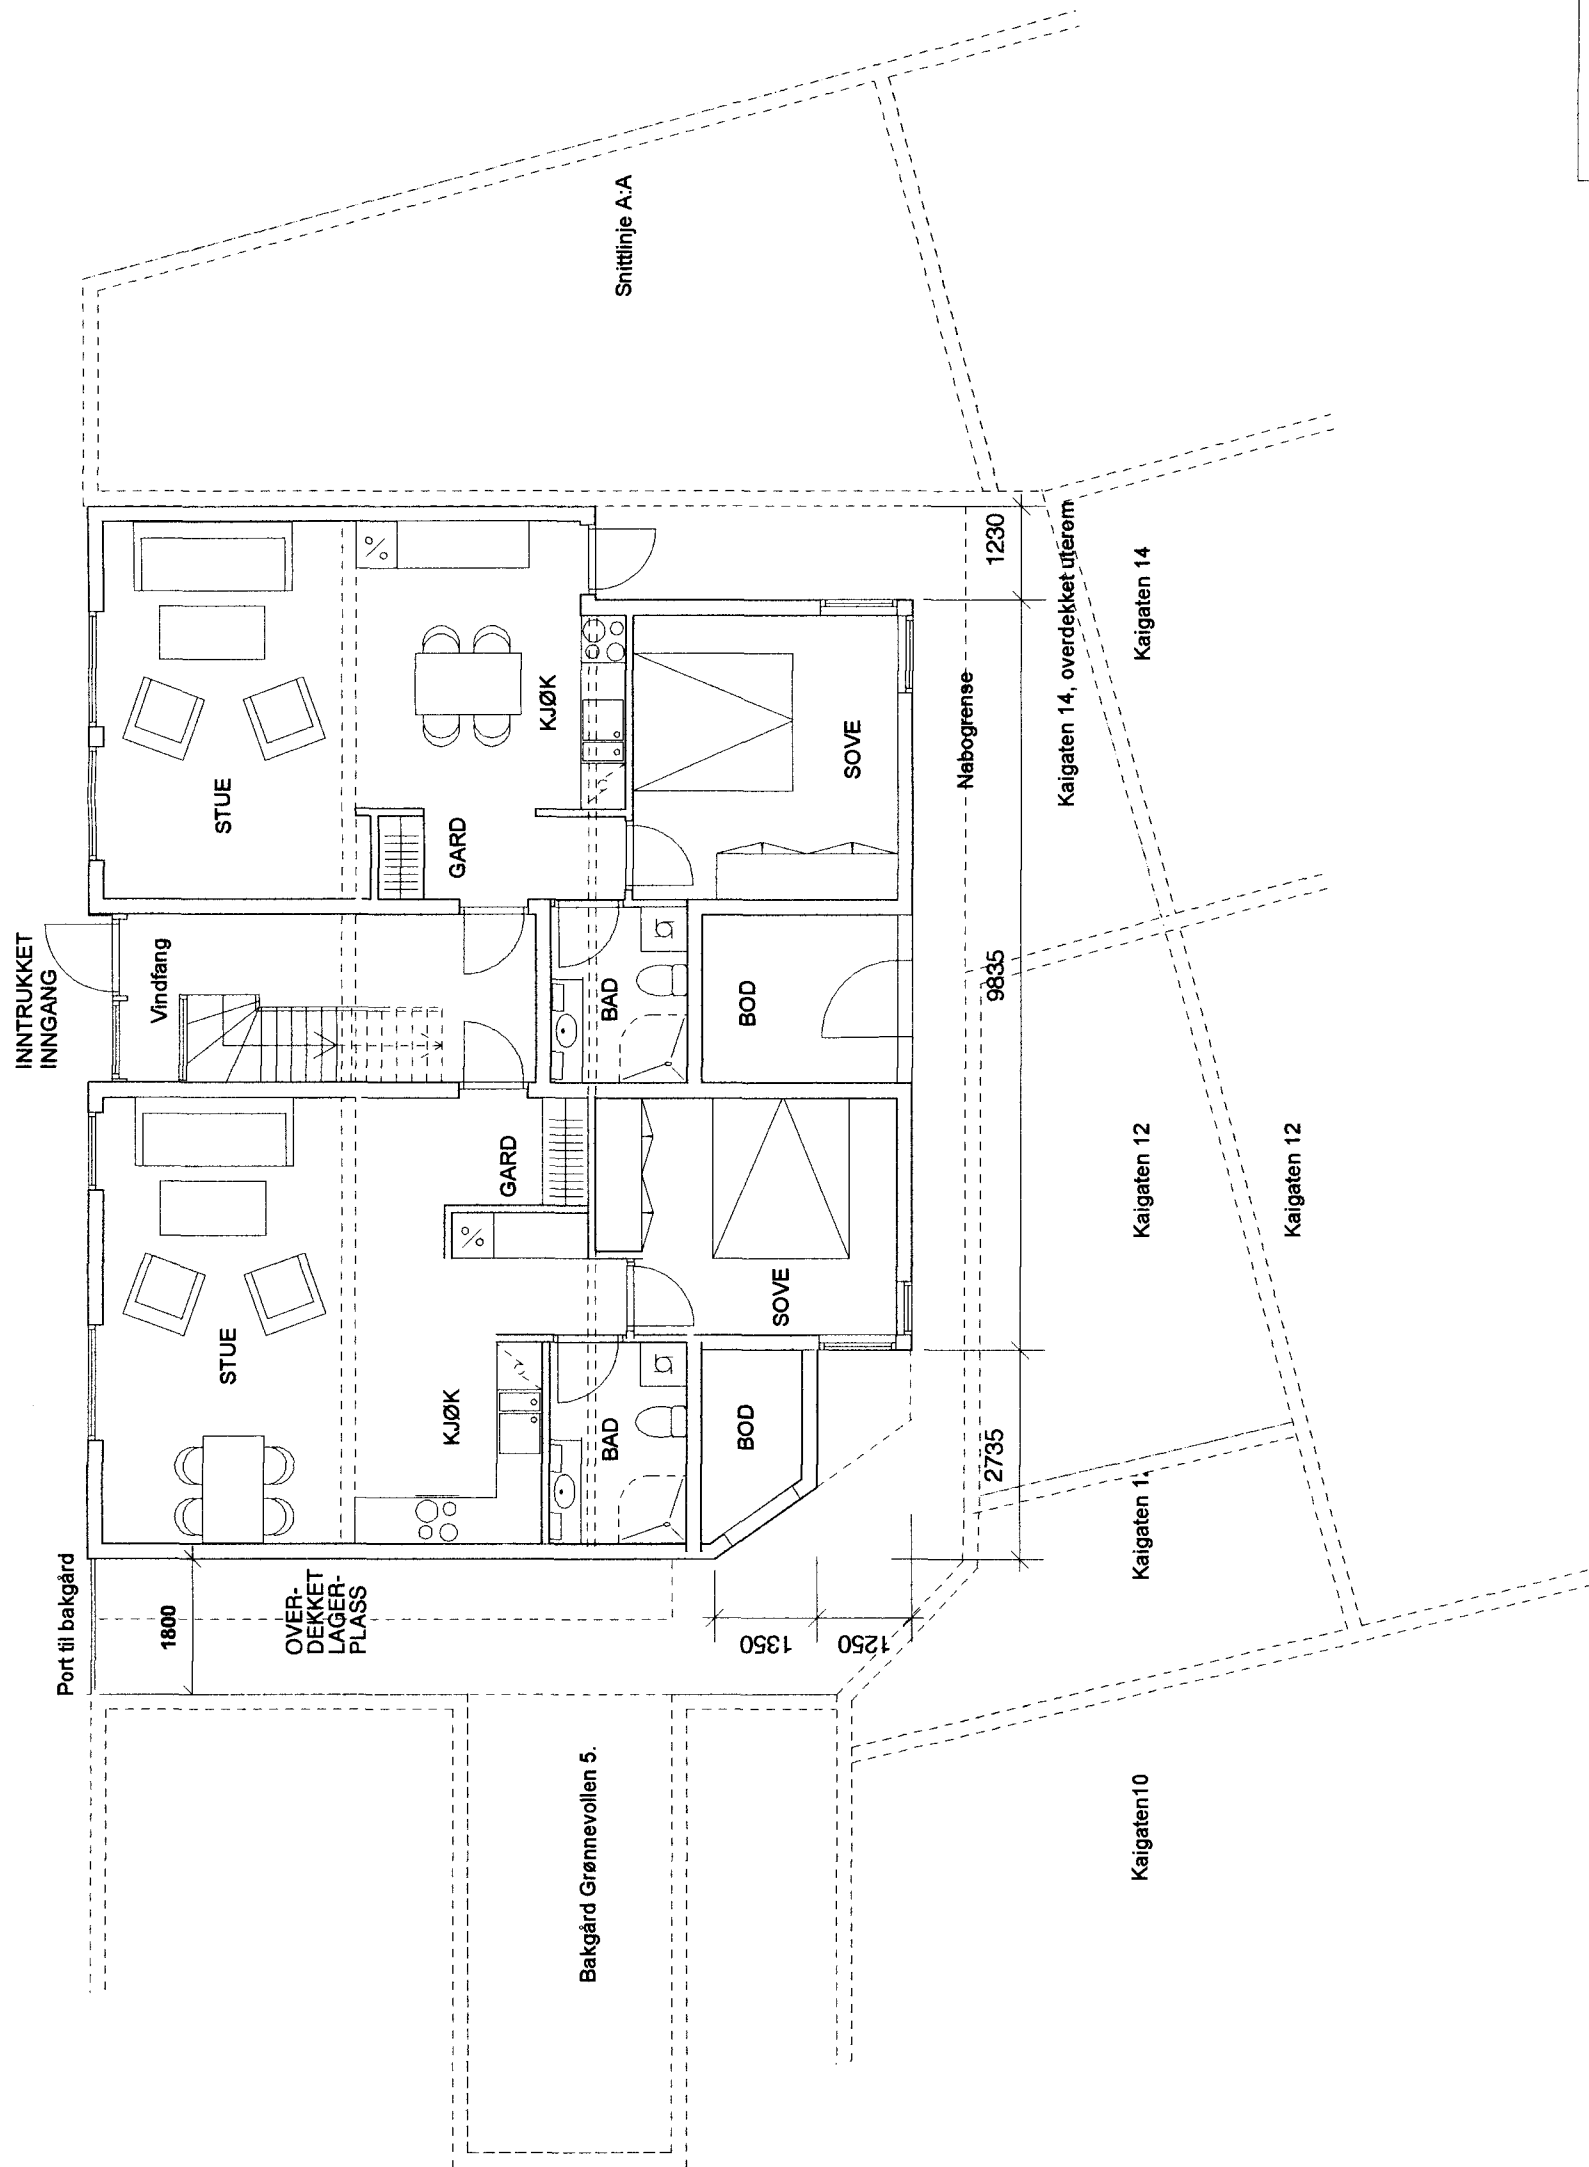 INNTRUKKET
INNGANG
Port til bakgård
1800
OVER-
DEKKET
LAGER-
PLASS
STUE
Vindfang
STUE
KJØK
GARD
GARD
KJØK
BAD
BAD
BOD
SOVE
BOD
SOVE
1350
1250
2735
9835
1230
Nabogrense
Snittlinje A:A
Bakgård Grønnevollen 5.
Kaigaten 14, overdekket uterom
Kaigaten10
Kaigaten 12
Kaigaten 14
Kaigaten 12